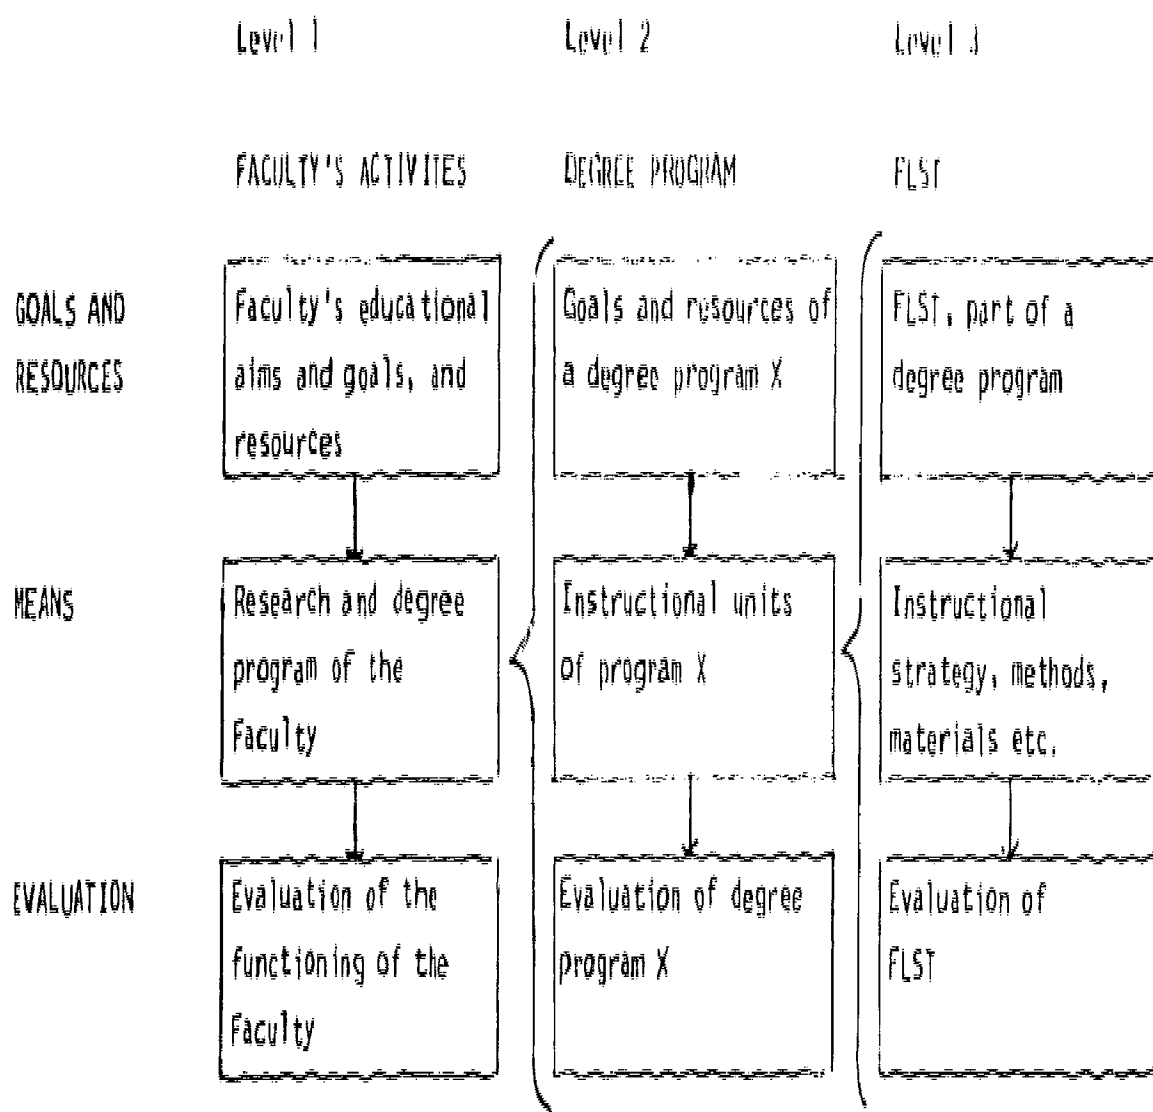 Level 1 Level 2 Level 3
FACULTY'S ACTIVITES DEGREE PROGRAM FLST
GOALS AND
RESOURCES
Faculty's educational
aims and goals, and
resources
Goals and resources of
a degree program X
FLST, part of a
degree program
MEANS
Research and degree
program of the
Faculty
Instructional units
of program X
Instructional
strategy, methods,
materials etc.
EVALUATION
Evaluation of the
functioning of the
Faculty
Evaluation of degree
program X
Evaluation of
FLST